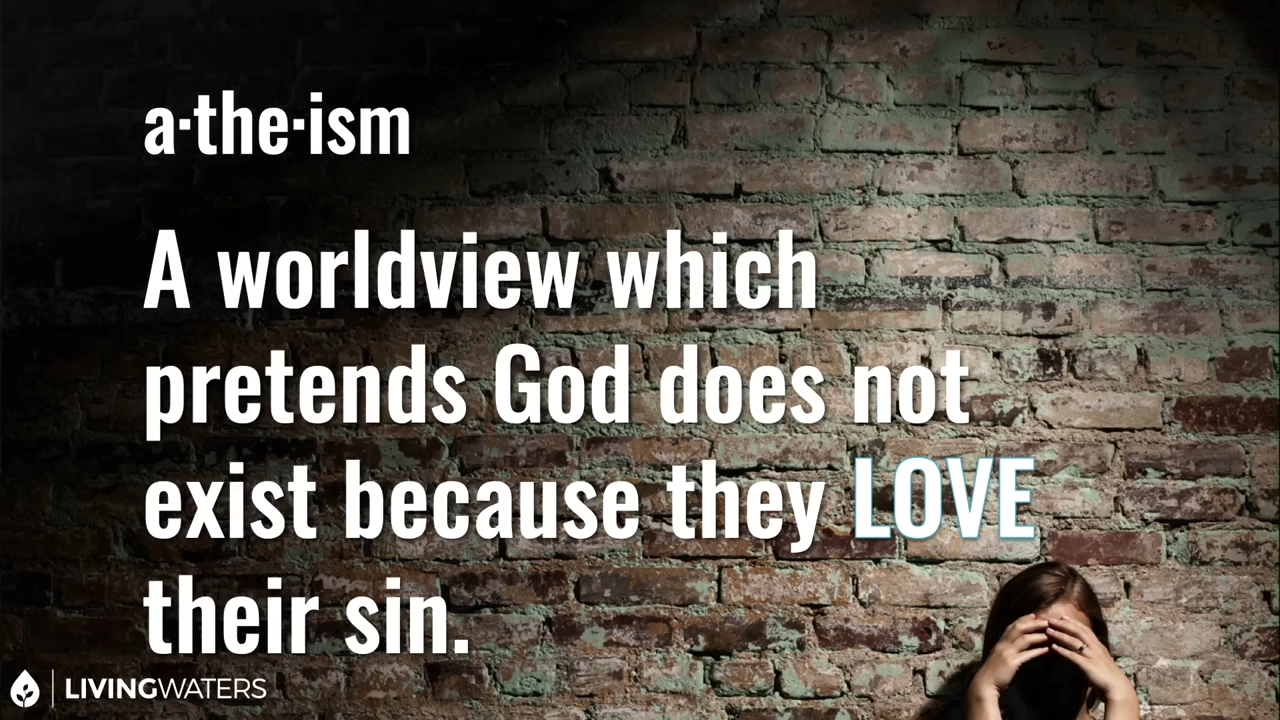 a·the·ism
A worldview which
pretends God does not
exist because they LOVE
their sin.
LIVINGWATERS